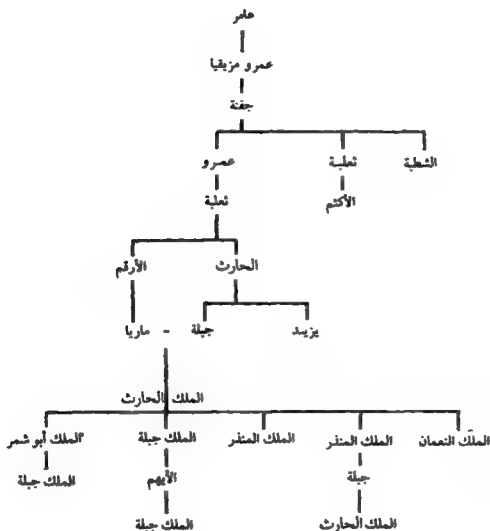 عامر
عمرو مزيقيا
جفنة
الشطبة ثعلبة عمرو
الأكثم ثعلبة
الحارث الأرقم
يزيد جبلة - ماريا
الملك الحارث
الملك النعمان الملك المنذر الملك المنذر الملك جبلة الملك أبو شمر
جبلة الأيهم الملك جبلة
الملك الحارث الملك جبلة